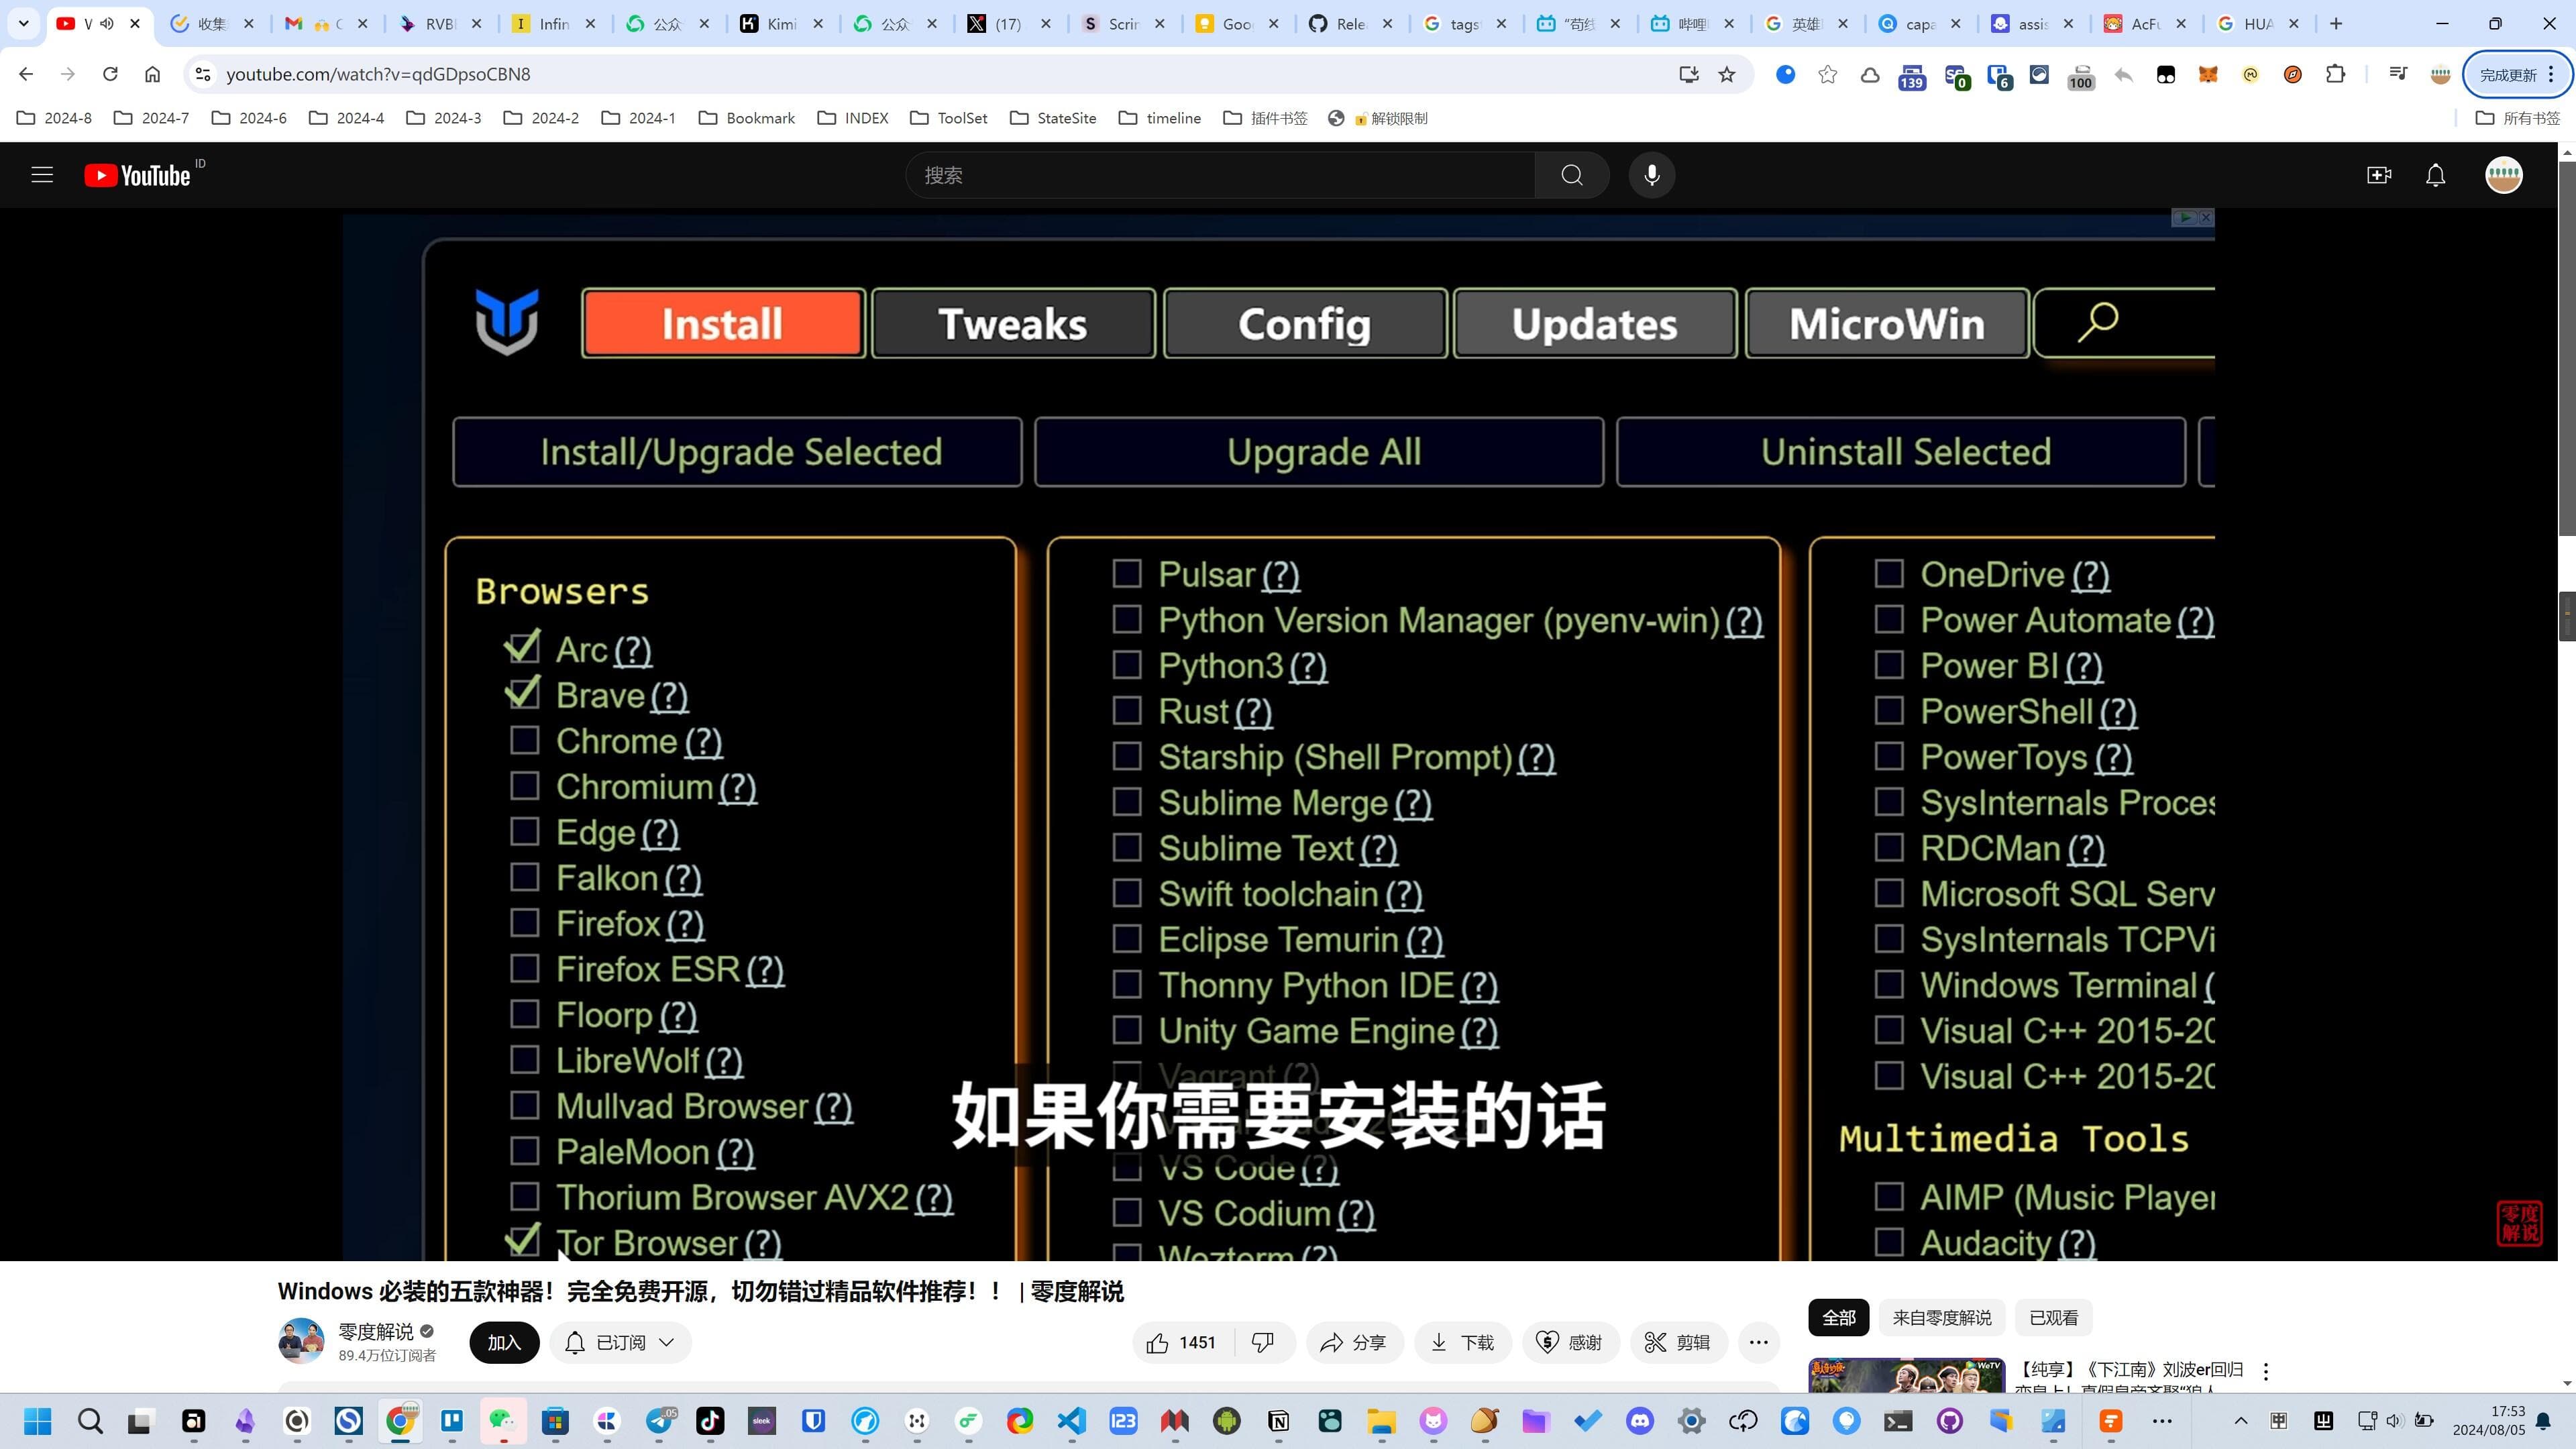 收集
RVB
Infin
公众
Kimi
公众
(17)
Scrin
Goo
Rele
tags
"苟线
哔哩
英雄
capa
assis
AcFu
HUA
youtube.com/watch?v=qdGDpsoCBN8
139
0
6
100
完成更新
2024-8
2024-7
2024-6
2024-4
2024-3
2024-2
2024-1
Bookmark
INDEX
ToolSet
StateSite
timeline
插件书签
解锁限制
所有书签
YouTube ID
搜索
Install
Tweaks
Config
Updates
MicroWin
Install/Upgrade Selected
Upgrade All
Uninstall Selected
Browsers
Arc (?)
Brave (?)
Chrome (?)
Chromium (?)
Edge (?)
Falkon (?)
Firefox (?)
Firefox ESR (?)
Floorp (?)
LibreWolf (?)
Mullvad Browser (?)
PaleMoon (?)
Thorium Browser AVX2 (?)
Tor Browser (?)
Pulsar (?)
Python Version Manager (pyenv-win) (?)
Python3 (?)
Rust (?)
Starship (Shell Prompt) (?)
Sublime Merge (?)
Sublime Text (?)
Swift toolchain (?)
Eclipse Temurin (?)
Thonny Python IDE (?)
Unity Game Engine (?)
Vagrant (?)
VS Code (?)
VS Codium (?)
Wezterm (?)
OneDrive (?)
Power Automate (?)
Power BI (?)
PowerShell (?)
PowerToys (?)
SysInternals Proces
RDCMan (?)
Microsoft SQL Serv
SysInternals TCPVi
Windows Terminal (
Visual C++ 2015-20
Visual C++ 2015-20
Multimedia Tools
AIMP (Music Player
Audacity (?)
如果你需要安装的话
零度
解说
Windows 必装的五款神器！完全免费开源，切勿错过精品软件推荐！！ | 零度解说
零度解说
89.4万位订阅者
加入
已订阅
1451
分享
下载
感谢
剪辑
全部
来自零度解说
已观看
WeTV
【纯享】《下江南》刘波er回归
17:53
2024/08/05